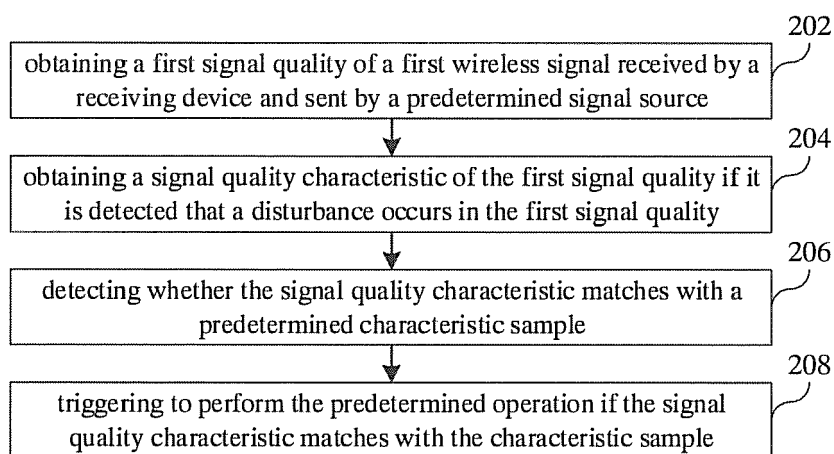 202
obtaining a first signal quality of a first wireless signal received by a
receiving device and sent by a predetermined signal source
204
obtaining a signal quality characteristic of the first signal quality if it
is detected that a disturbance occurs in the first signal quality
206
detecting whether the signal quality characteristic matches with a
predetermined characteristic sample
208
triggering to perform the predetermined operation if the signal
quality characteristic matches with the characteristic sample